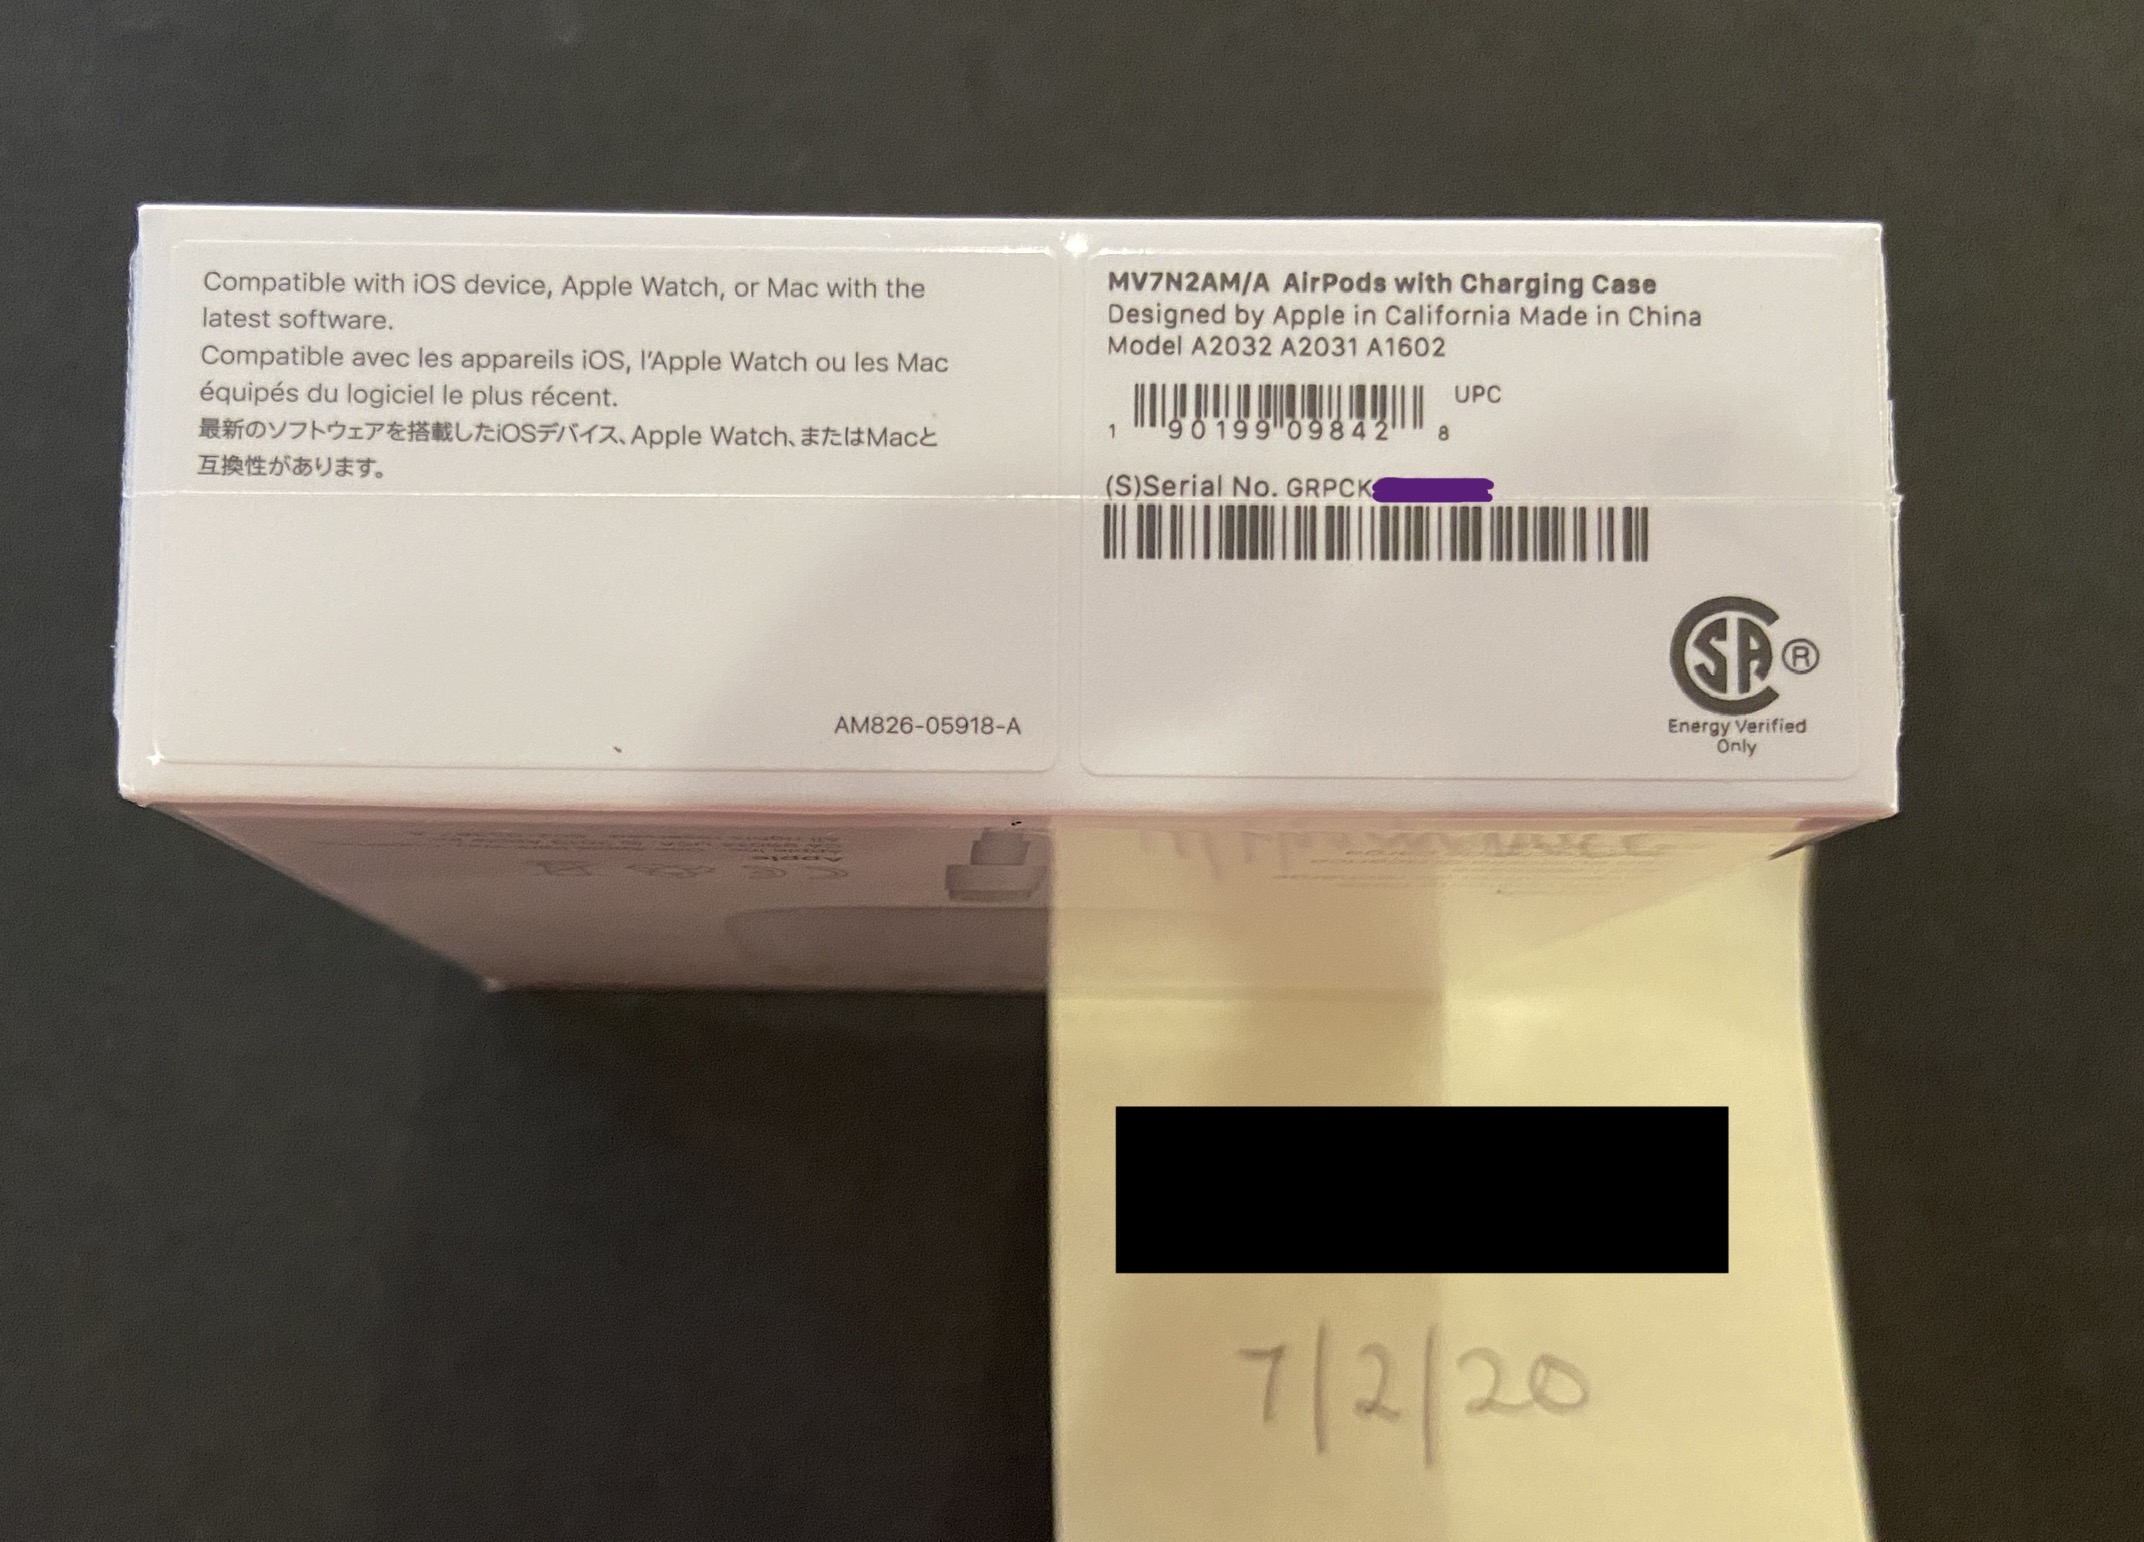 Compatible with iOS device, Apple Watch, or Mac with the
latest software.
Compatible avec les appareils iOS, l'Apple Watch ou les Mac
équipés du logiciel le plus récent.
最新のソフトウェアを搭載したiOSデバイス、Apple Watch、またはMacと
互換性があります。
AM826-05918-A
MV7N2AM/A AirPods with Charging Case
Designed by Apple in California Made in China
Model A2032 A2031 A1602
UPC
1 90199 09842 8
(S)Serial No. GRPCK
CSA ®
Energy Verified
Only
7/2/20